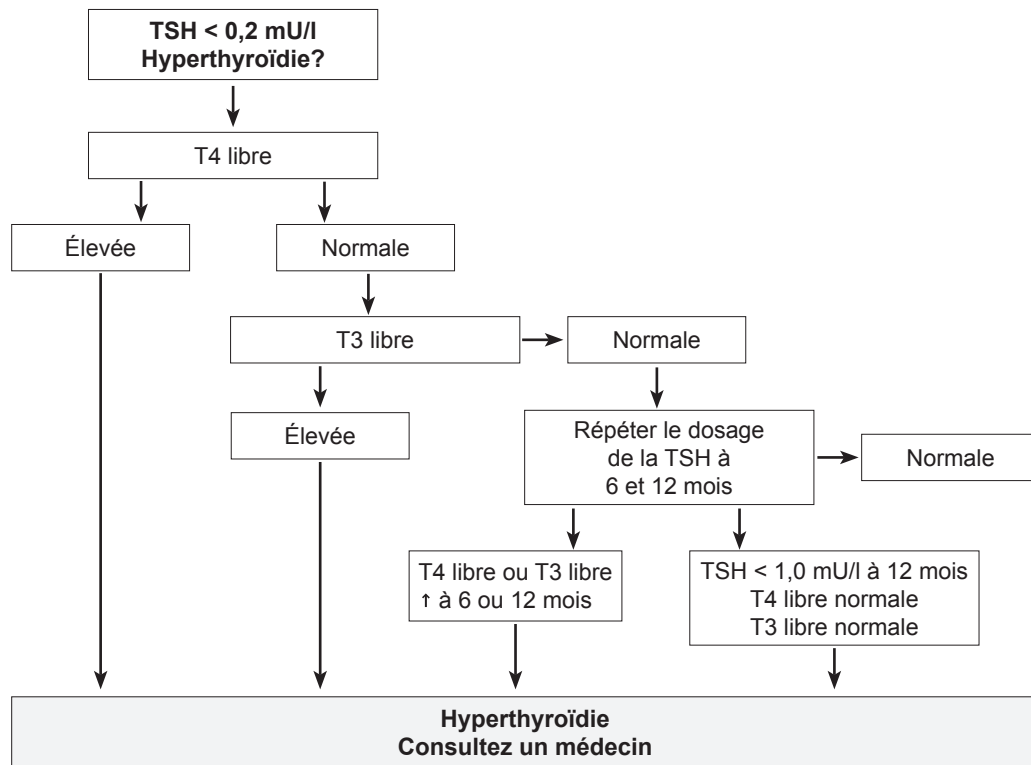 TSH < 0,2 mU/l
Hyperthyroïdie?
T4 libre
Élevée
Normale
T3 libre
Normale
Élevée
Répéter le dosage
de la TSH à
6 et 12 mois
Normale
T4 libre ou T3 libre
↑ à 6 ou 12 mois
TSH < 1,0 mU/l à 12 mois
T4 libre normale
T3 libre normale
Hyperthyroïdie
Consultez un médecin